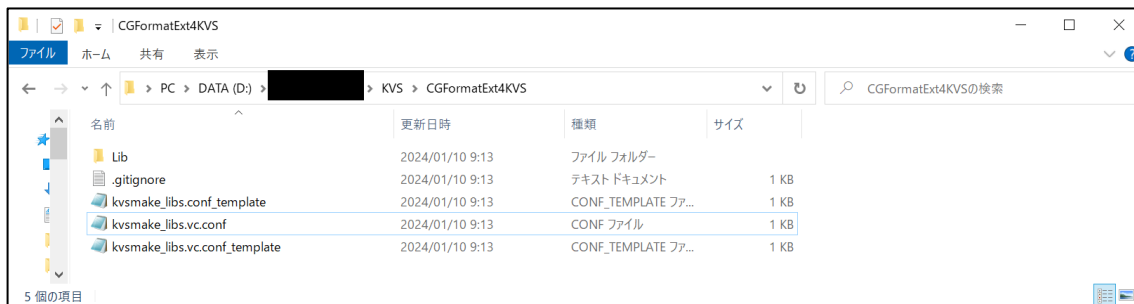 CGFormatExt4KVS
ファイル ホーム 共有 表示
PC > DATA (D:) > KVS > CGFormatExt4KVS CGFormatExt4KVSの検索
名前 更新日時 種類 サイズ
Lib 2024/01/10 9:13 ファイル フォルダー
.gitignore 2024/01/10 9:13 テキスト ドキュメント 1 KB
kvsmake_libs.conf_template 2024/01/10 9:13 CONF_TEMPLATE ファ... 1 KB
kvsmake_libs.vc.conf 2024/01/10 9:13 CONF ファイル 1 KB
kvsmake_libs.vc.conf_template 2024/01/10 9:13 CONF_TEMPLATE ファ... 1 KB
5 個の項目